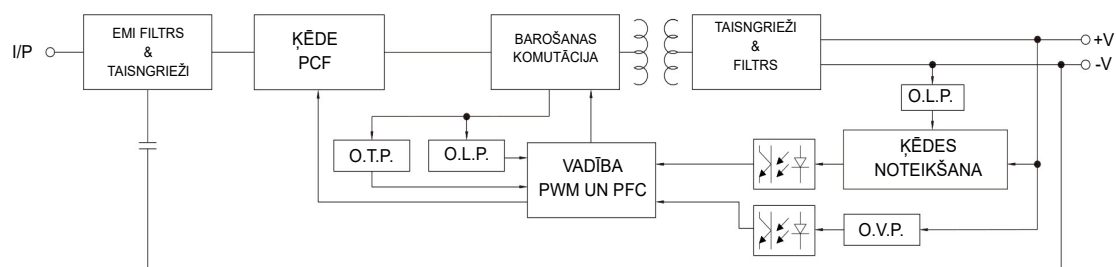 I/P
EMI FILTRS
&
TAISNGRIEŽI
ĶĒDE
PCF
BAROŠANAS
KOMUTĀCIJA
TAISNGRIEŽI
&
FILTRS
+V
-V
O.L.P.
O.T.P.
O.L.P.
VADĪBA
PWM UN PFC
ĶĒDES
NOTEIKŠANA
O.V.P.